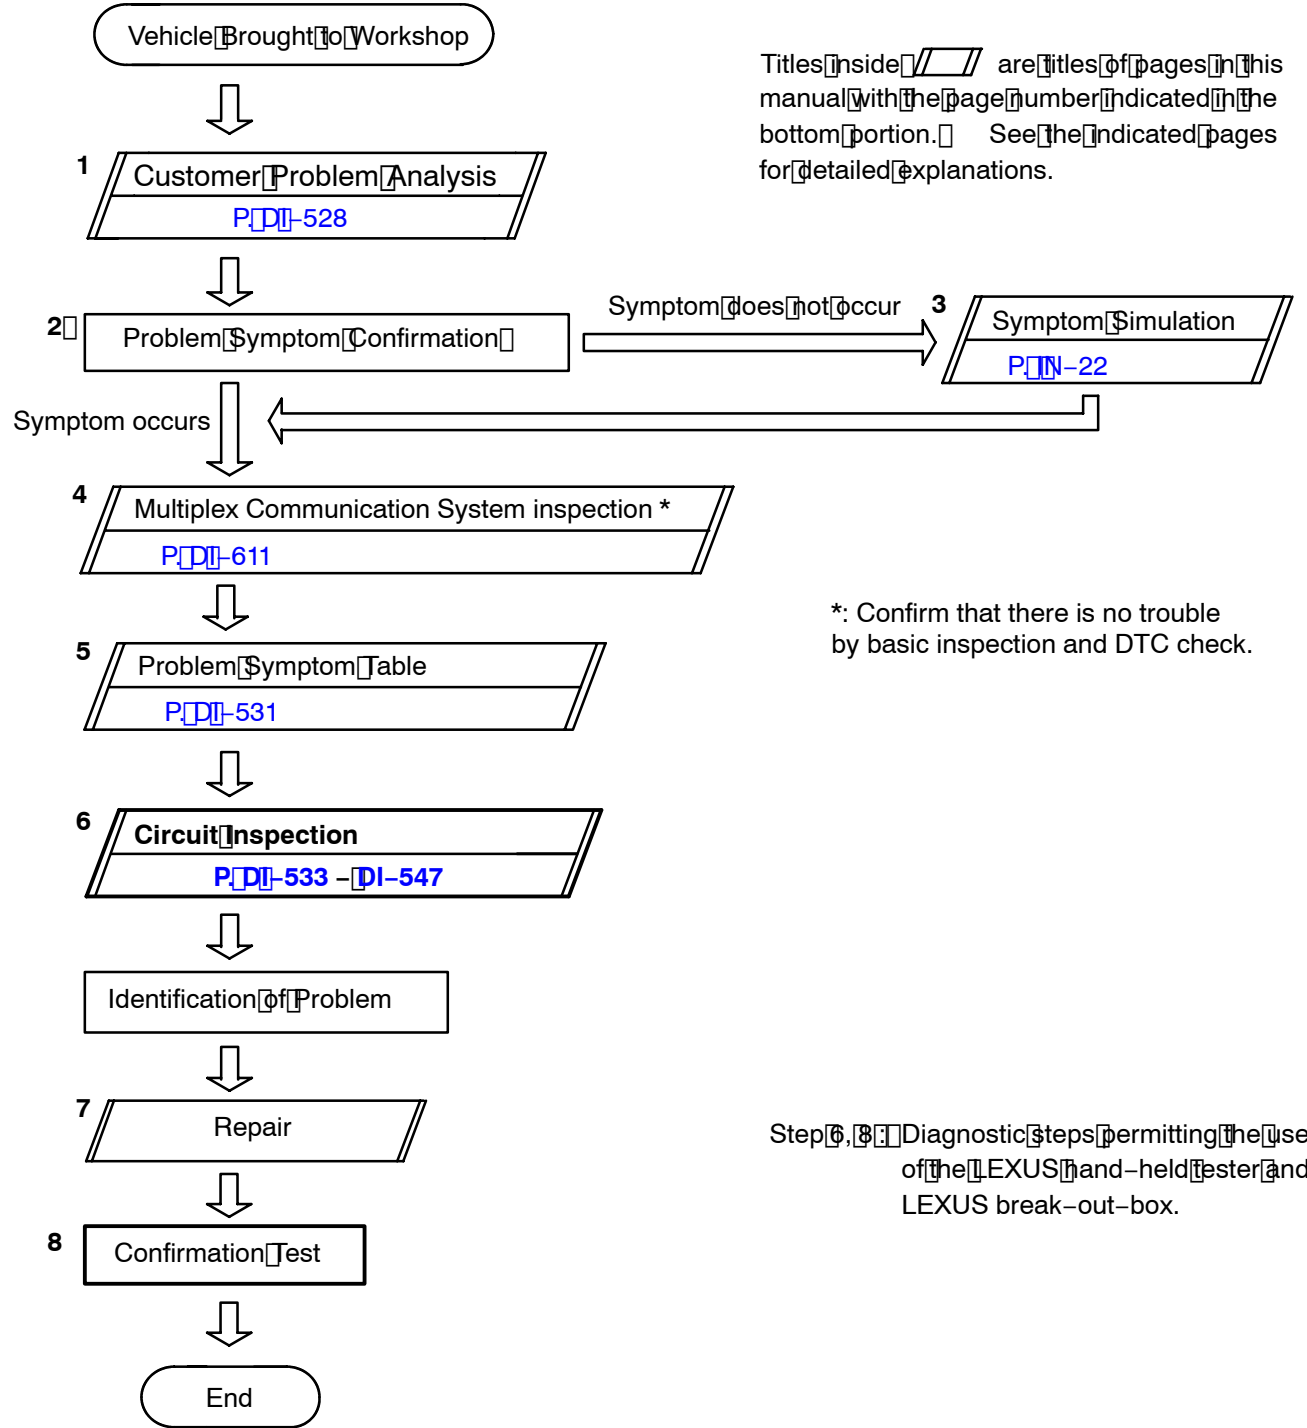 Vehicle Brought to Workshop
Titles inside are titles of pages in this
manual with the page number indicated in the
bottom portion. See the indicated pages
for detailed explanations.
1
Customer Problem Analysis
P. DI–528
2
Problem Symptom Confirmation
Symptom does not occur
3
Symptom Simulation
P. IN–22
Symptom occurs
4
Multiplex Communication System inspection *
P. DI–611
*: Confirm that there is no trouble
by basic inspection and DTC check.
5
Problem Symptom Table
P. DI–531
6
Circuit Inspection
P. DI–533 – DI–547
Identification of Problem
7
Repair
Step 6, 8 : Diagnostic steps permitting the use
of the LEXUS hand–held tester and
LEXUS break–out–box.
8
Confirmation Test
End